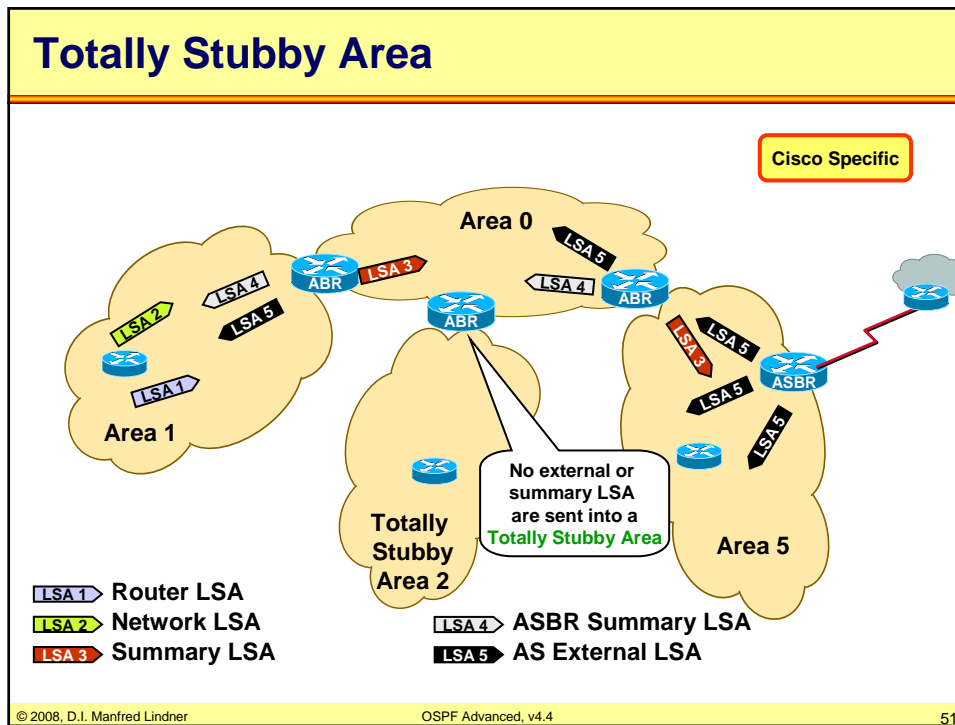 Totally Stubby Area
Cisco Specific
Area 0
LSA 5
LSA 3
LSA 4
ABR
LSA 4
ABR
LSA 5
LSA 2
ABR
LSA 3
LSA 5
ASBR
LSA 1
LSA 5
LSA 5
Area 1
No external or
summary LSA
are sent into a
Totally Stubby Area
Totally
Stubby
Area 2
Area 5
LSA 1 Router LSA
LSA 2 Network LSA
LSA 3 Summary LSA
LSA 4 ASBR Summary LSA
LSA 5 AS External LSA
© 2008, D.I. Manfred Lindner
OSPF Advanced, v4.4
51